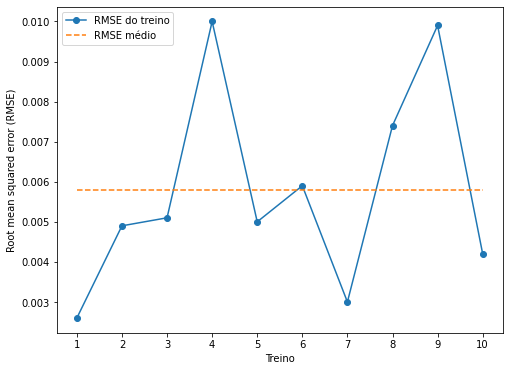 RMSE do treino
RMSE médio
0.010
0.009
0.008
0.007
0.006
0.005
0.004
0.003
Root mean squared error (RMSE)
1 2 3 4 5 6 7 8 9 10
Treino